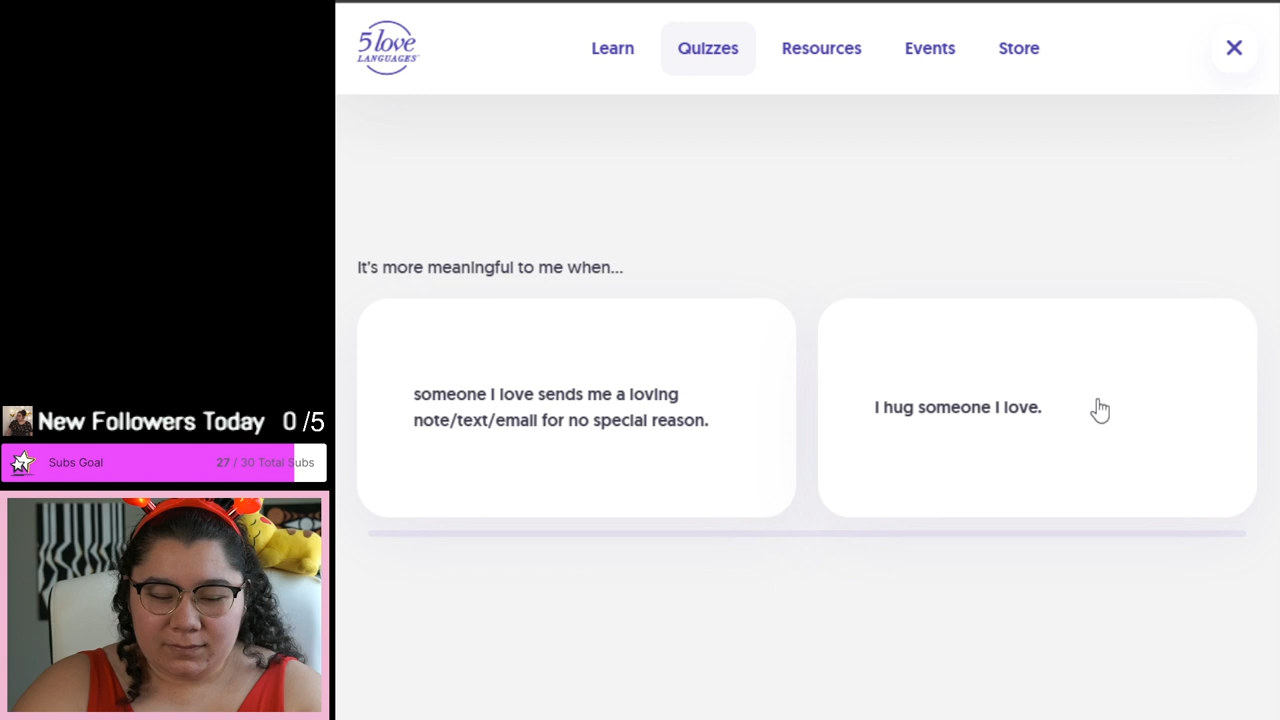 5 love
LANGUAGES
Learn
Quizzes
Resources
Events
Store
It's more meaningful to me when...
someone I love sends me a loving
note/text/email for no special reason.
I hug someone I love.
New Followers Today 0 /5
Subs Goal
27 / 30 Total Subs